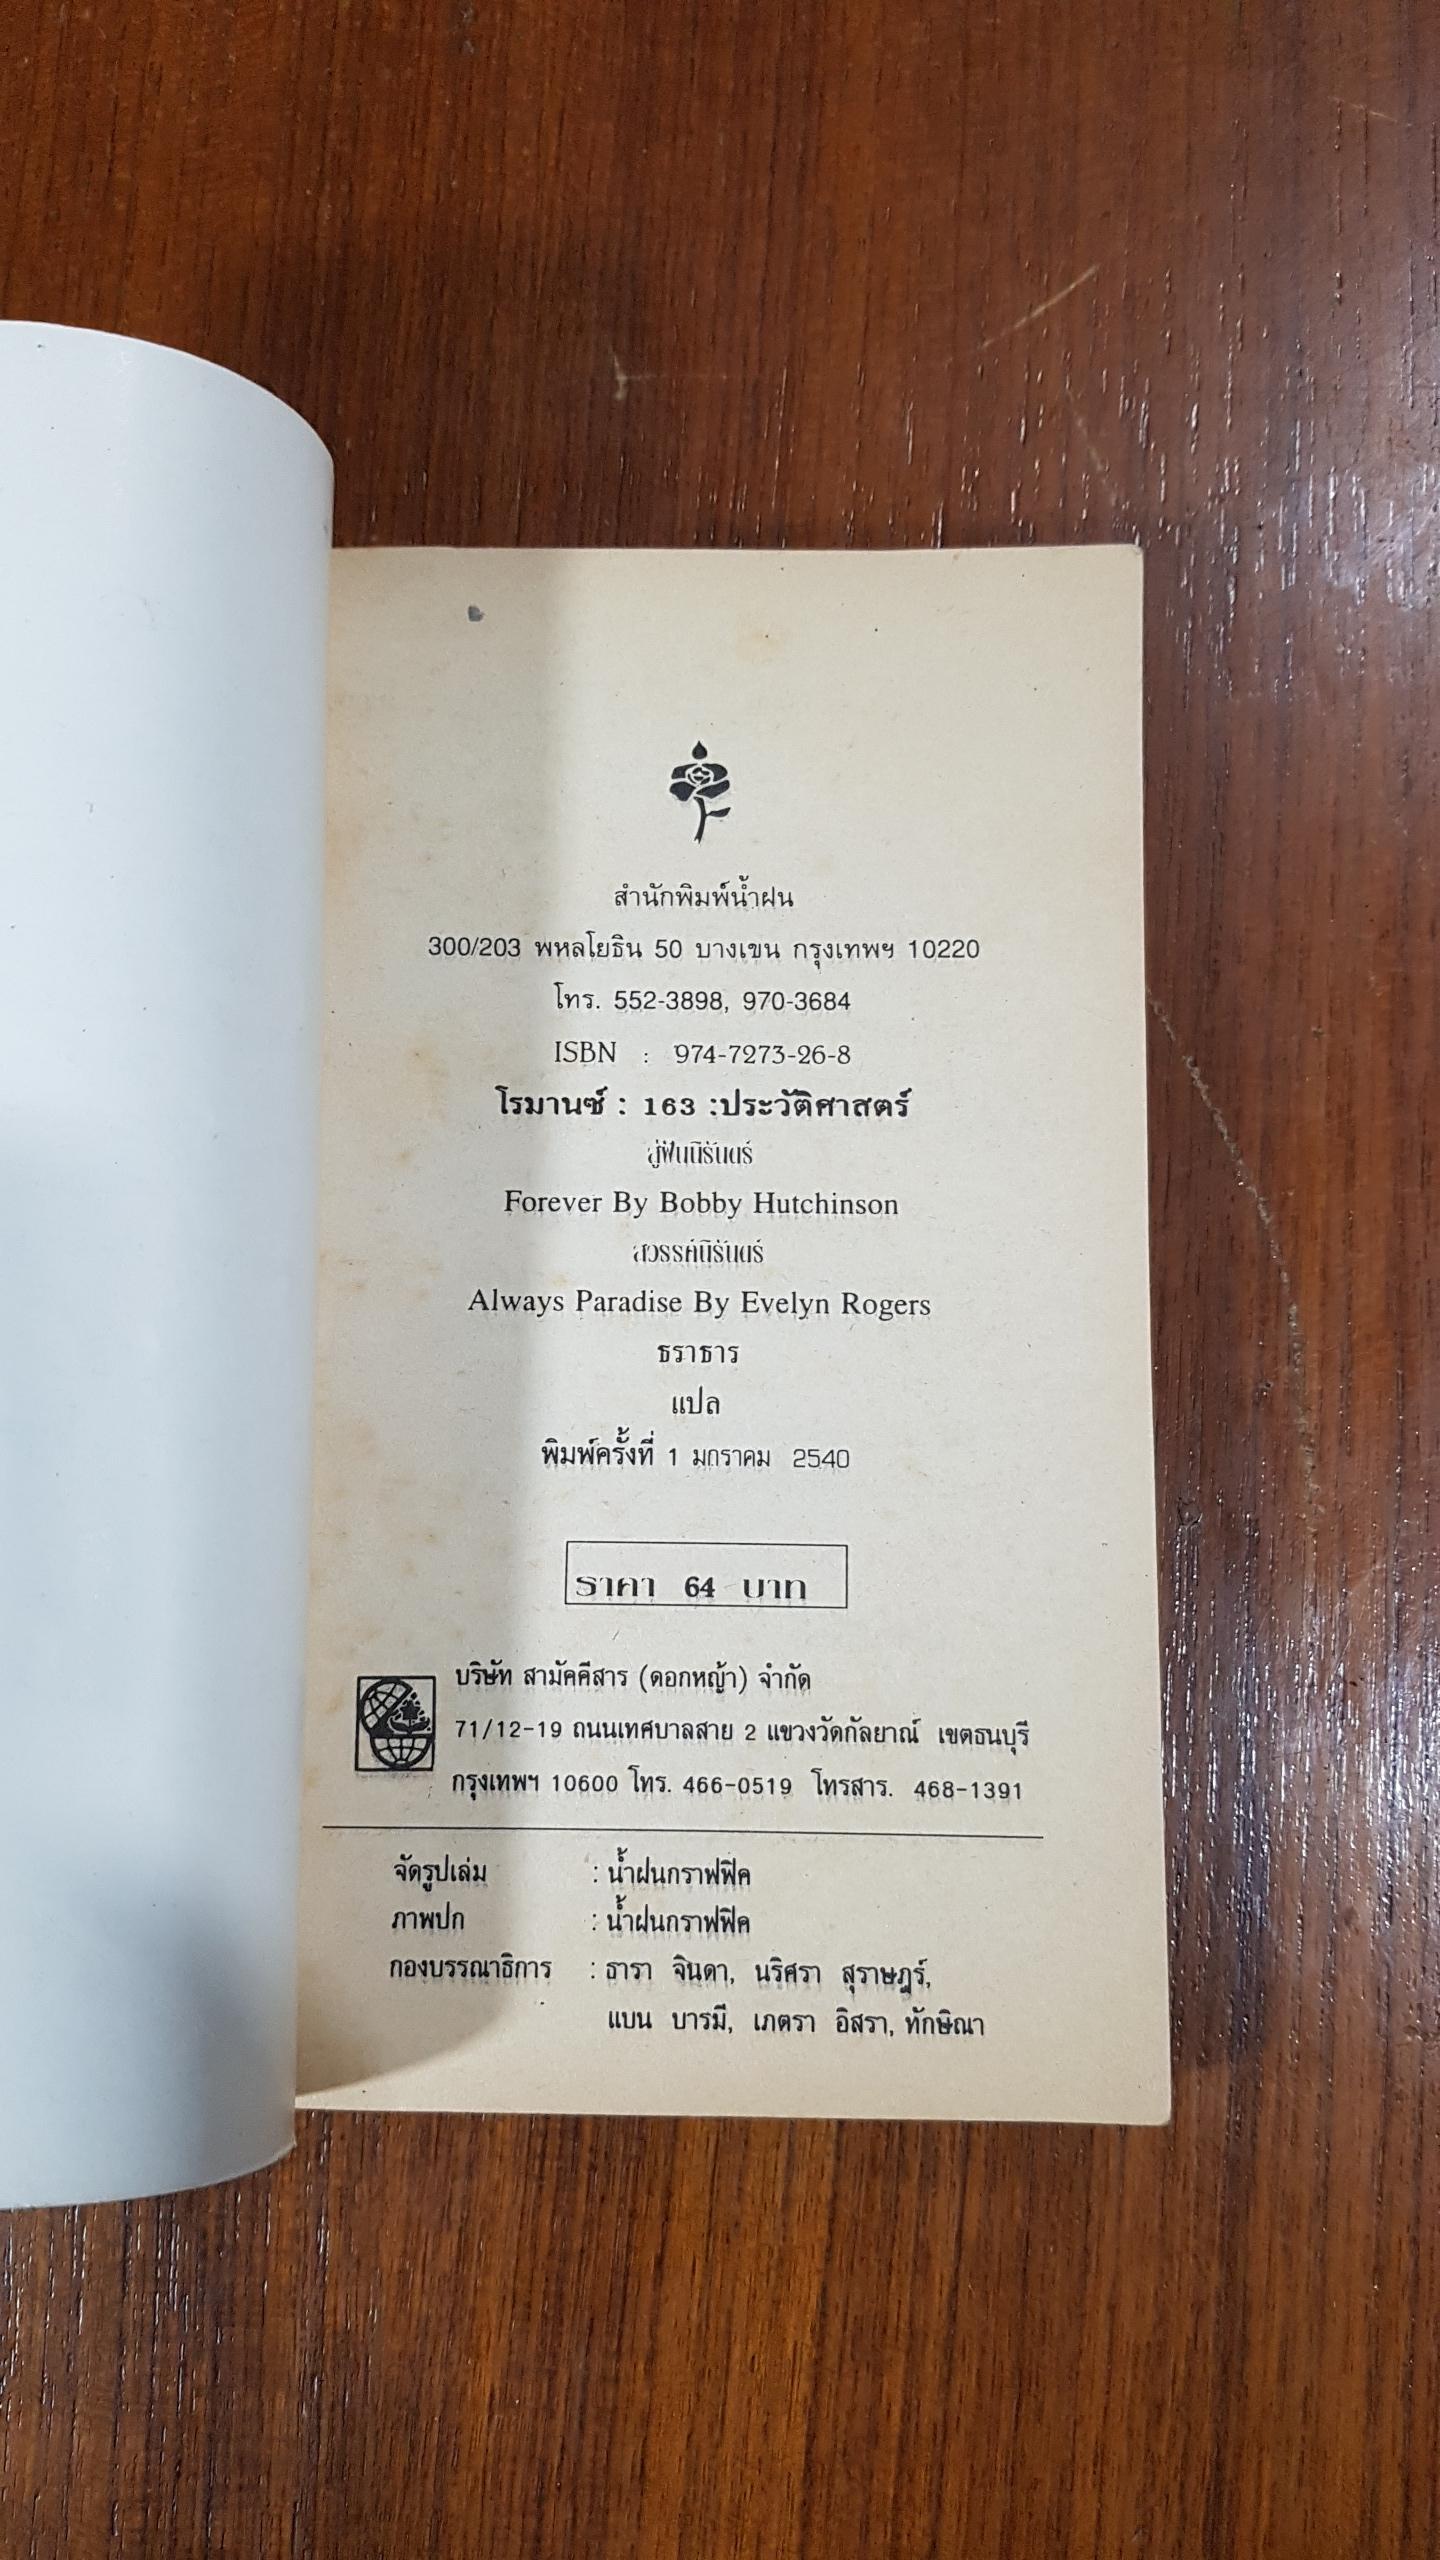 สำนักพิมพ์น้ำฝน
300/203 พหลโยธิน 50 บางเขน กรุงเทพฯ 10220
โทร. 552-3898, 970-3684
ISBN : 974-7273-26-8
โรมานซ์ : 163 :ประวัติศาสตร์
สู่ฝันนิรันดร์
Forever By Bobby Hutchinson
สวรรค์นิรันดร์
Always Paradise By Evelyn Rogers
ธราธาร
แปล
พิมพ์ครั้งที่ 1 มกราคม 2540
ราคา 64 บาท
บริษัท สามัคคีสาร (ดอกหญ้า) จำกัด
71/12-19 ถนนเทศบาลสาย 2 แขวงวัดกัลยาณ์ เขตธนบุรี
กรุงเทพฯ 10600 โทร. 466-0519 โทรสาร. 468-1391
จัดรูปเล่ม : น้ำฝนกราฟฟิค
ภาพปก : น้ำฝนกราฟฟิค
กองบรรณาธิการ : ธารา จินดา, นริศรา สุราษฎร์,
แบน บารมี, เภตรา อิสรา, ทักษิณา